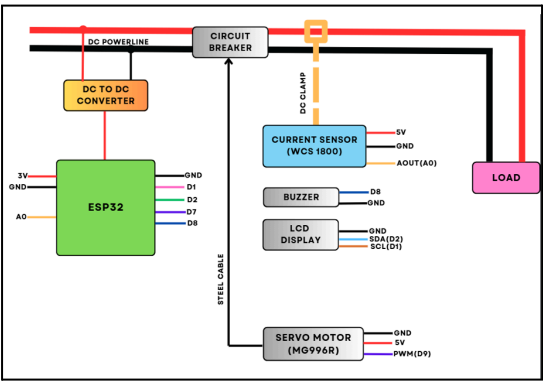 DC POWERLINE
CIRCUIT
BREAKER
DC TO DC
CONVERTER
DC CLAMP
CURRENT SENSOR
(WCS 1800)
5V
GND
AOUT(A0)
LOAD
3V
GND
A0
ESP32
GND
D1
D2
D7
D8
BUZZER
D8
GND
LCD
DISPLAY
GND
SDA(D2)
SCL(D1)
STEEL CABLE
SERVO MOTOR
(MG996R)
GND
5V
PWM(D9)